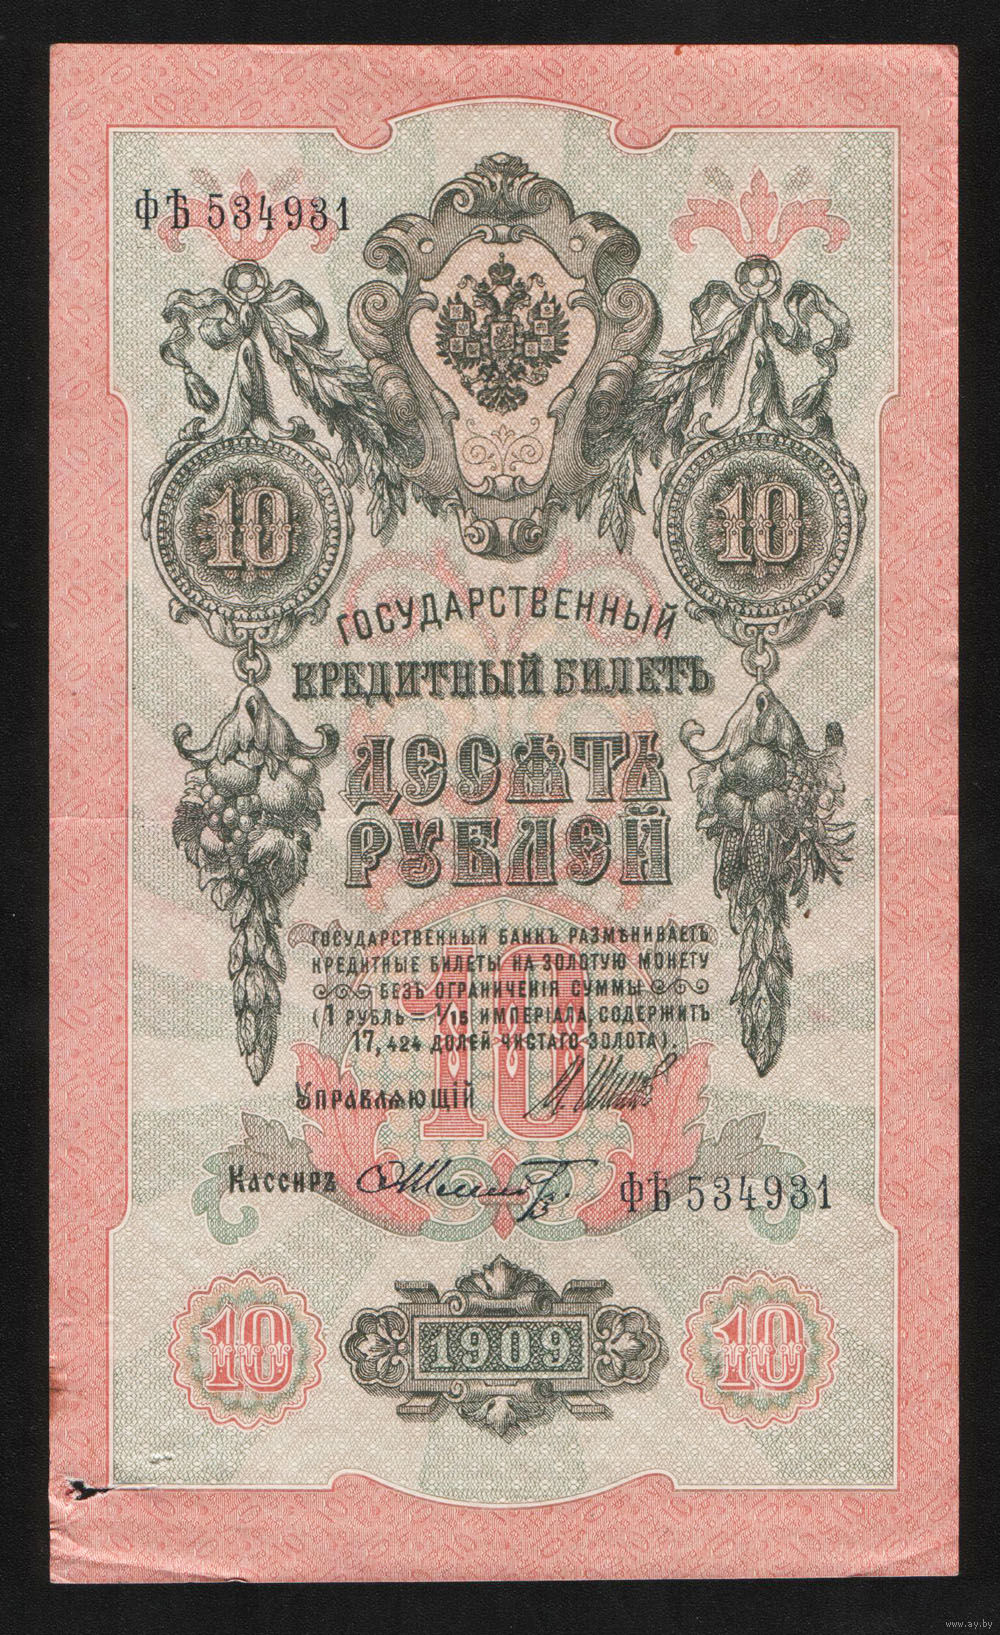 ФѢ 534931
10 10
ГОСУДАРСТВЕННЫЙ
КРЕДИТНЫЙ БИЛЕТЪ
ДЕСЯТЬ
РУБЛЕЙ
ГОСУДАРСТВЕННЫЙ БАНКЪ РАЗМѢНИВАЕТЪ
КРЕДИТНЫЕ БИЛЕТЫ НА ЗОЛОТУЮ МОНЕТУ
БЕЗЪ ОГРАНИЧЕНІЯ СУММЫ
(1 РУБЛЬ = 1/15 ИМПЕРІАЛА, СОДЕРЖИТЪ
17,424 ДОЛЕЙ ЧИСТАГО ЗОЛОТА).
10
УПРАВЛЯЮЩІЙ
КАССИРЪ
ФѢ 534931
10 1909 10
www.ay.by